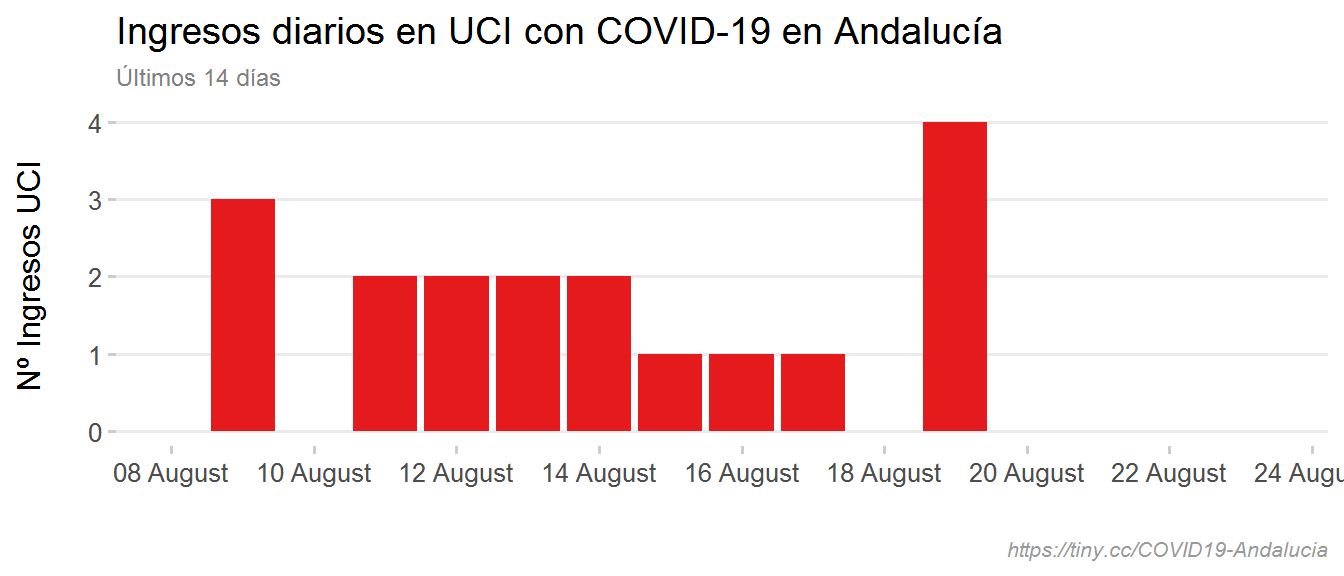 Ingresos diarios en UCI con COVID-19 en Andalucía
Últimos 14 días
Nº Ingresos UCI
4
3
2
1
0
08 August 10 August 12 August 14 August 16 August 18 August 20 August 22 August 24 Augu
https://tiny.cc/COVID19-Andalucia